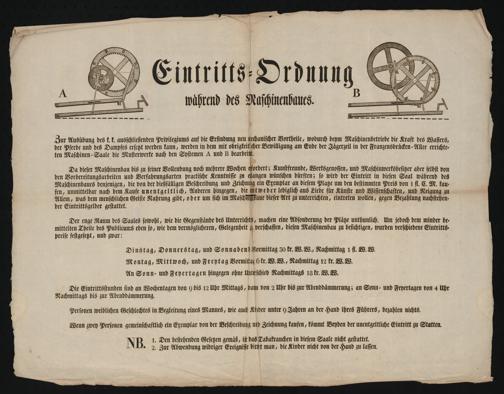 A
B
Eintritts-Ordnung
während des Maschinenbaues.
Zur Ausübung des k. k. ausschließenden Privilegiums auf die Erfindung neu mechanischer Vortheile, wodurch beym Maschinenbetriebe die Kraft des Wassers,
der Pferde und des Dampfes ersetzt werden kann, werden in dem mit obrigkeitlicher Bewilligung am Ende der Jägerzeil in der Franzensbrücken-Allee errichte-
ten Maschinen-Saale die Musterwerke nach den Systemen A und B bearbeitet.
Da dieser Maschinenbau bis zu seiner Vollendung noch mehrere Wochen fordert; Kunstfreunde, Werksgenossen, und Maschinenwerksbesitzer aber selbst von
den Vorbereitungsarbeiten und Versinnlichungsarten practische Kenntnisse zu erlangen wünschen dürften; so wird der Eintritt in diesen Saal während des
Maschinenbaues denjenigen, die von der dießfälligen Beschreibung und Zeichnung ein Exemplar an diesem Platze um den bestimmten Preis von 1 fl. C. M. kau-
fen, unmittelbar nach dem Kaufe unentgeltlich, Anderen hingegen, die entweder lediglich aus Liebe für Künste und Wissenschaften, und Neigung zu
Allem, was dem menschlichen Geiste Nahrung gibt, oder um sich im Maschinenbaue dieser Art zu unterrichten, eintreten wollen, gegen Bezahlung nachstehen-
der Eintrittsgelder gestattet.
Der enge Raum des Saales sowohl, wie die Gegenstände des Unterrichts, machen eine Absonderung der Plätze unthunlich. Um jedoch dem minder be-
mittelten Theile des Publicums eben so, wie dem vermöglicheren, Gelegenheit zu verschaffen, diesen Maschinenbau zu besichtigen, wurden verschiedene Eintritts-
preise festgesetzt, und zwar:
Dinstag, Donnerstag, und Sonnabend Vormittag 30 kr. W. W., Nachmittag 1 fl. W. W.
Montag, Mittwoch, und Freytag Vormittag 6 kr. W. W., Nachmittag 12 kr. W. W.
An Sonn- und Feyertagen hingegen ohne Unterschied Nachmittags 18 kr. W. W.
Die Eintrittsstunden sind an Wochentagen von 9 bis 12 Uhr Mittags, dann von 2 Uhr bis zur Abenddämmerung; an Sonn- und Feyertagen von 4 Uhr
Nachmittags bis zur Abenddämmerung.
Personen weiblichen Geschlechtes in Begleitung eines Mannes, wie auch Kinder unter 9 Jahren an der Hand ihres Führers, bezahlen nichts.
Wenn zwey Personen gemeinschaftlich ein Exemplar von der Beschreibung und Zeichnung kaufen, kömmt Beyden der unentgeltliche Eintritt zu Statten.
NB. 1. Den bestehenden Gesetzen gemäß, ist das Tabakrauchen in diesem Saale nicht gestattet.
2. Zur Abwendung widriger Ereignisse bittet man, die Kinder nicht von der Hand zu lassen.